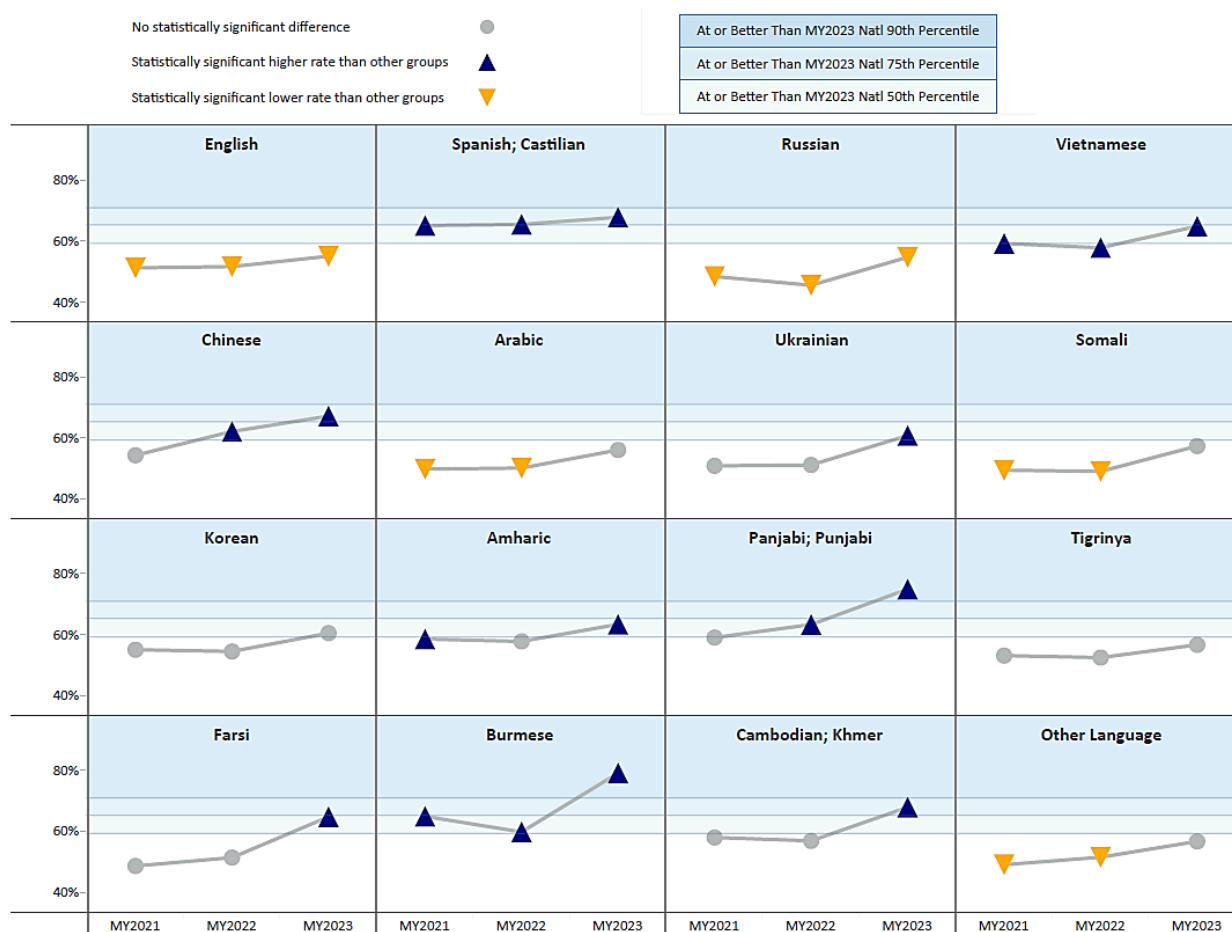 No statistically significant difference
Statistically significant higher rate than other groups
Statistically significant lower rate than other groups
At or Better Than MY2023 Natl 90th Percentile
At or Better Than MY2023 Natl 75th Percentile
At or Better Than MY2023 Natl 50th Percentile
English
Spanish; Castilian
Russian
Vietnamese
80%
60%
40%
Chinese
Arabic
Ukrainian
Somali
80%
60%
40%
Korean
Amharic
Panjabi; Punjabi
Tigrinya
80%
60%
40%
Farsi
Burmese
Cambodian; Khmer
Other Language
80%
60%
40%
MY2021 MY2022 MY2023 MY2021 MY2022 MY2023 MY2021 MY2022 MY2023 MY2021 MY2022 MY2023